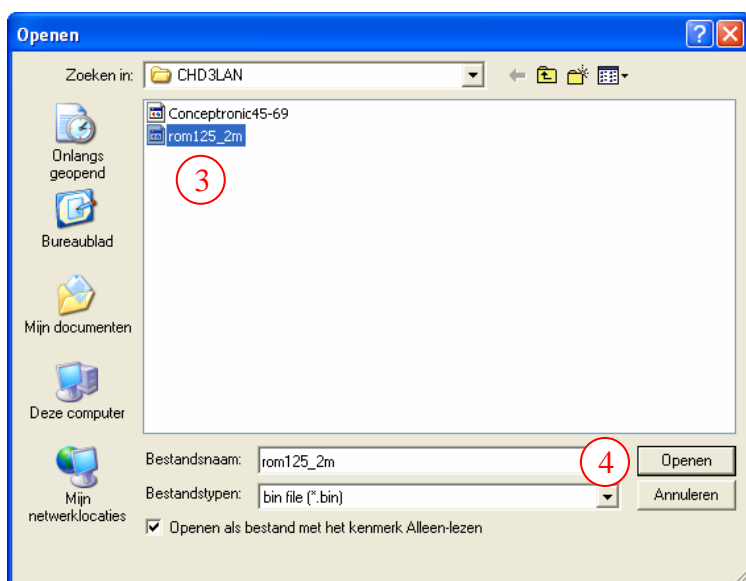 Openen
Zoeken in: CHD3LAN
Conceptronic45-69
rom125_2m
3
Onlangs
geopend
Bureaublad
Mijn documenten
Deze computer
Mijn
netwerklocaties
Bestandsnaam: rom125_2m
4
Openen
Bestandstypen: bin file (*.bin)
Annuleren
Openen als bestand met het kenmerk Alleen-lezen